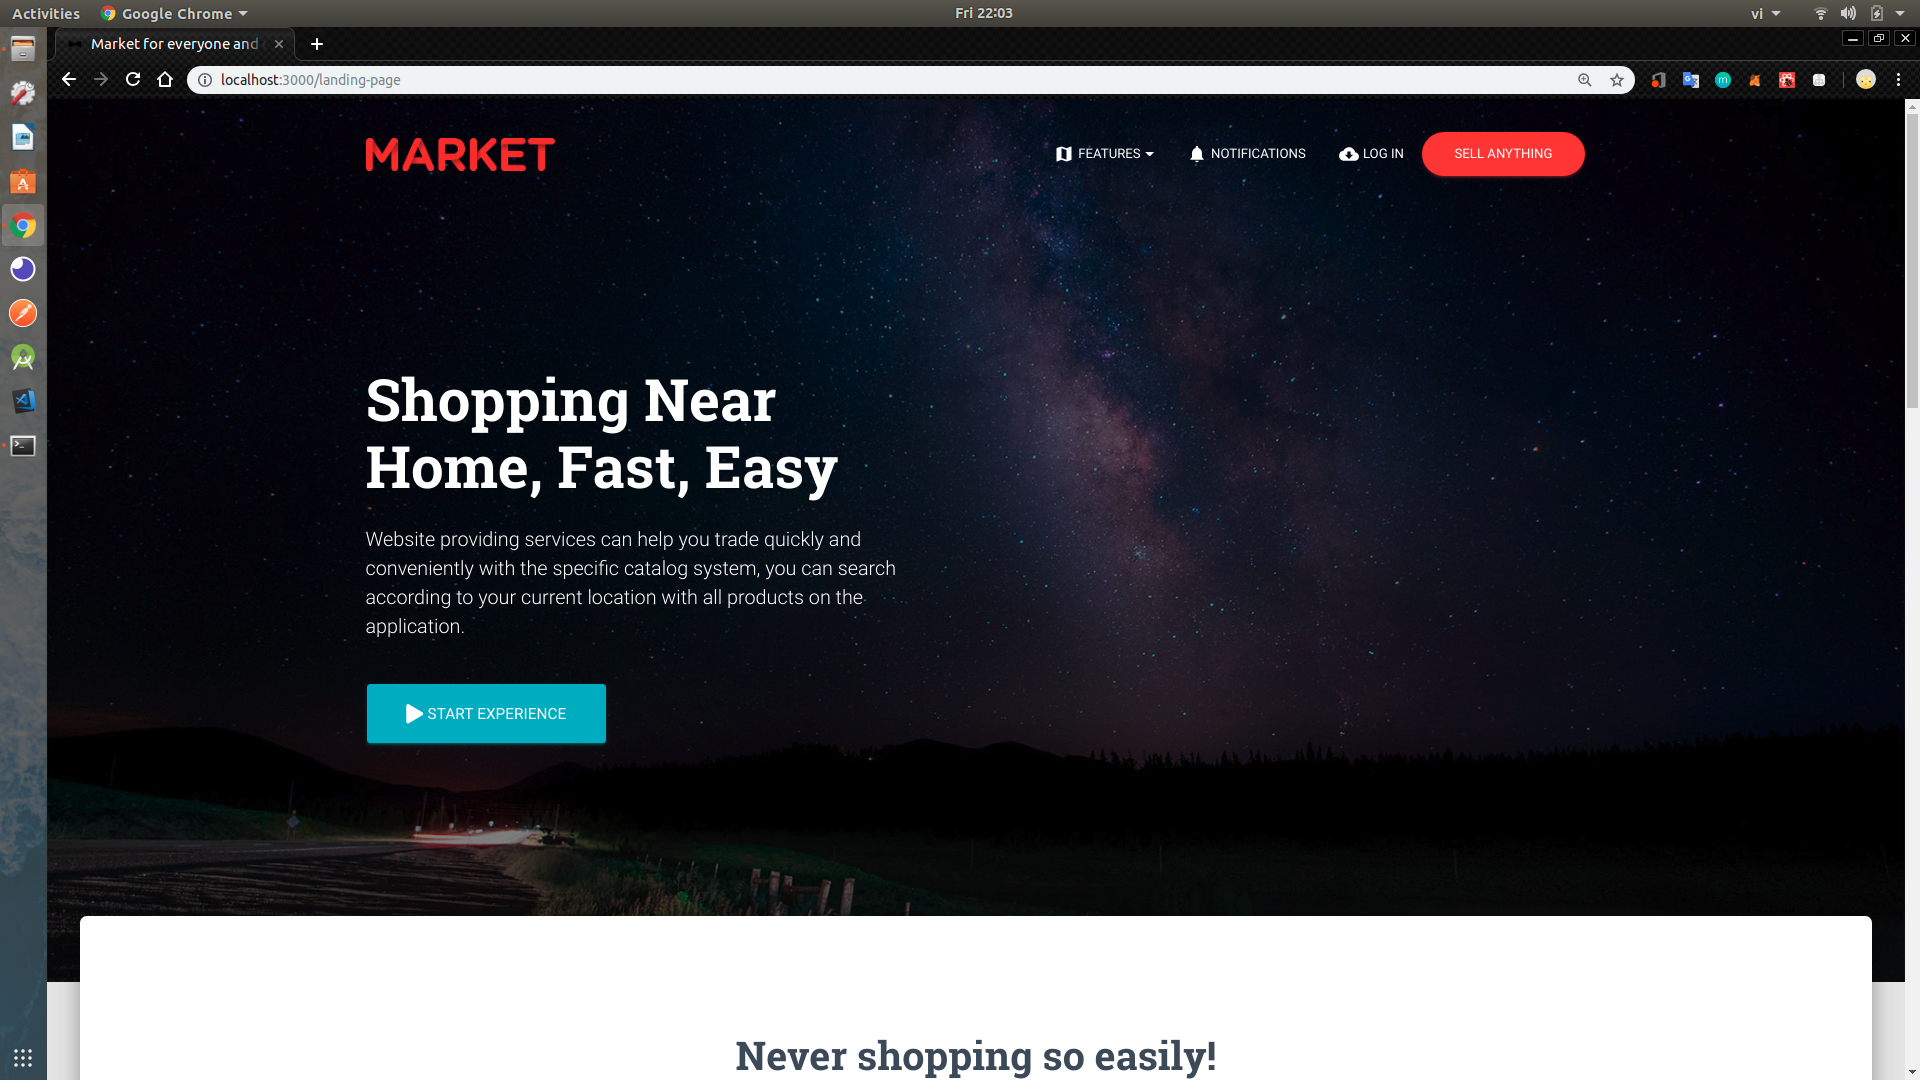 Activities
Google Chrome
Fri 22:03
vi
Market for everyone and
localhost:3000/landing-page
MARKET
FEATURES
NOTIFICATIONS
LOG IN
SELL ANYTHING
Shopping Near
Home, Fast, Easy
Website providing services can help you trade quickly and
conveniently with the specific catalog system, you can search
according to your current location with all products on the
application.
START EXPERIENCE
Never shopping so easily!